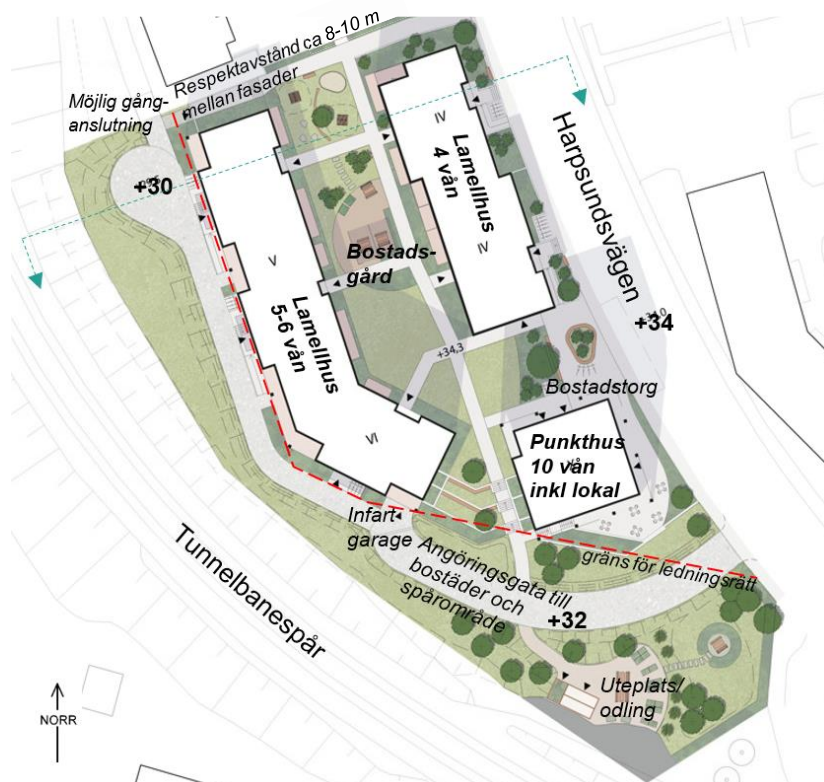 Respektavstånd ca 8-10 m
mellan fasader
Möjlig gång-
anslutning
+30
IV
Lamellhus
4 vån
IV
Harpsundsvägen
Bostads-
gård
V
Lamellhus
5-6 vån
+34
+34,3
Bostadstorg
VI
Punkthus
10 vån
inkl lokal
Infart
garage
Angöringsgata till
bostäder och
spårområde
gräns för ledningsrätt
+32
Tunnelbanespår
Uteplats/
odling
NORR